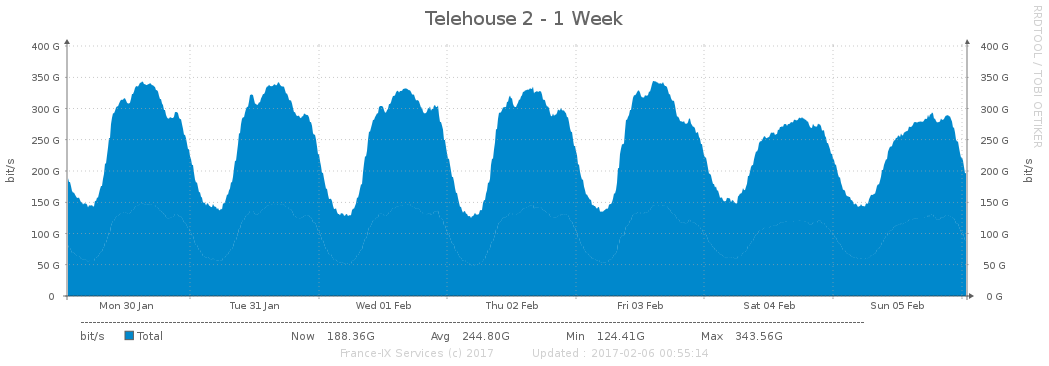 Telehouse 2 - 1 Week
RRDTOOL / TOBI OETIKER
bit/s
400 G
350 G
300 G
250 G
200 G
150 G
100 G
50 G
0
400 G
350 G
300 G
250 G
200 G
150 G
100 G
50 G
0 G
bit/s
Mon 30 Jan Tue 31 Jan Wed 01 Feb Thu 02 Feb Fri 03 Feb Sat 04 Feb Sun 05 Feb
bit/s Total Now 188.36G Avg 244.80G Min 124.41G Max 343.56G
France-IX Services (c) 2017 Updated : 2017-02-06 00:55:14